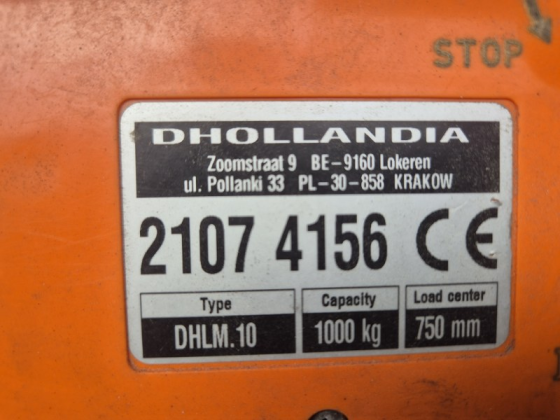 STOP
DHOLLANDIA
Zoomstraat 9 BE-9160 Lokeren
ul. Pollanki 33 PL-30-858 KRAKOW
2107 4156 CE
Type Capacity Load center
DHLM.10 1000 kg 750 mm